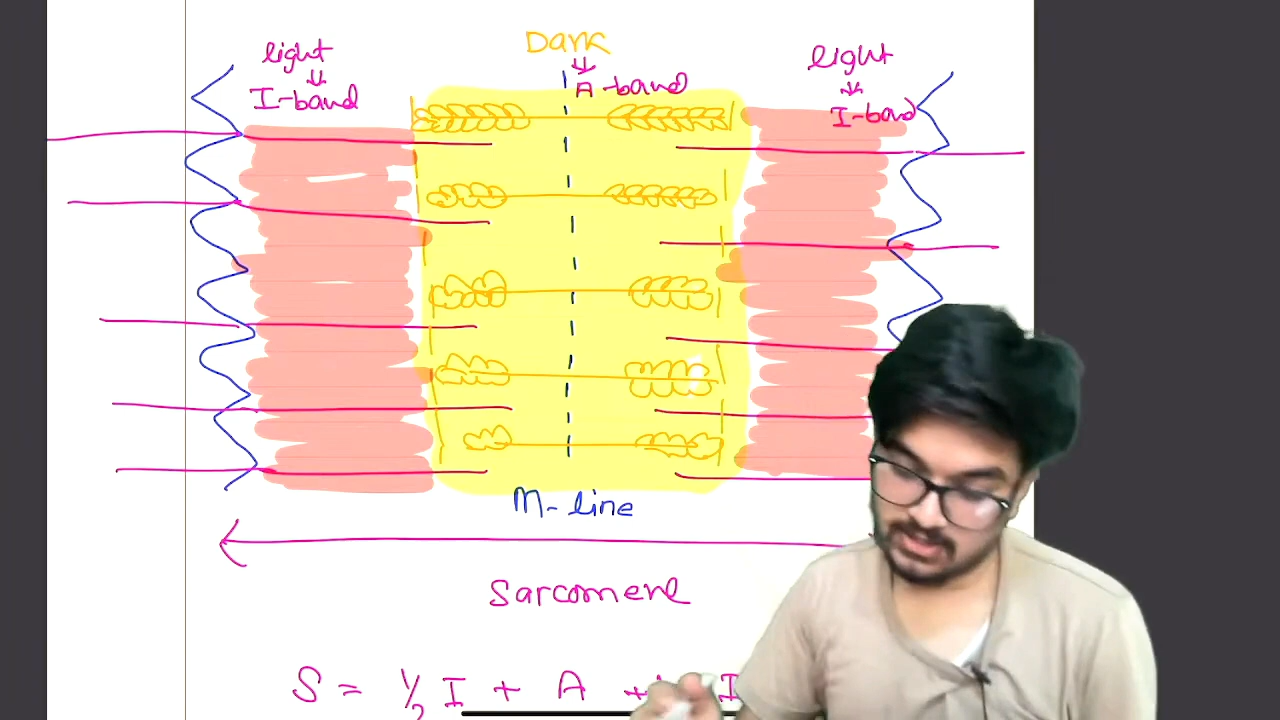 Dark
light
light
A-band
I-band
I-band
M-line
Sarcomere
S = ½ I + A + I